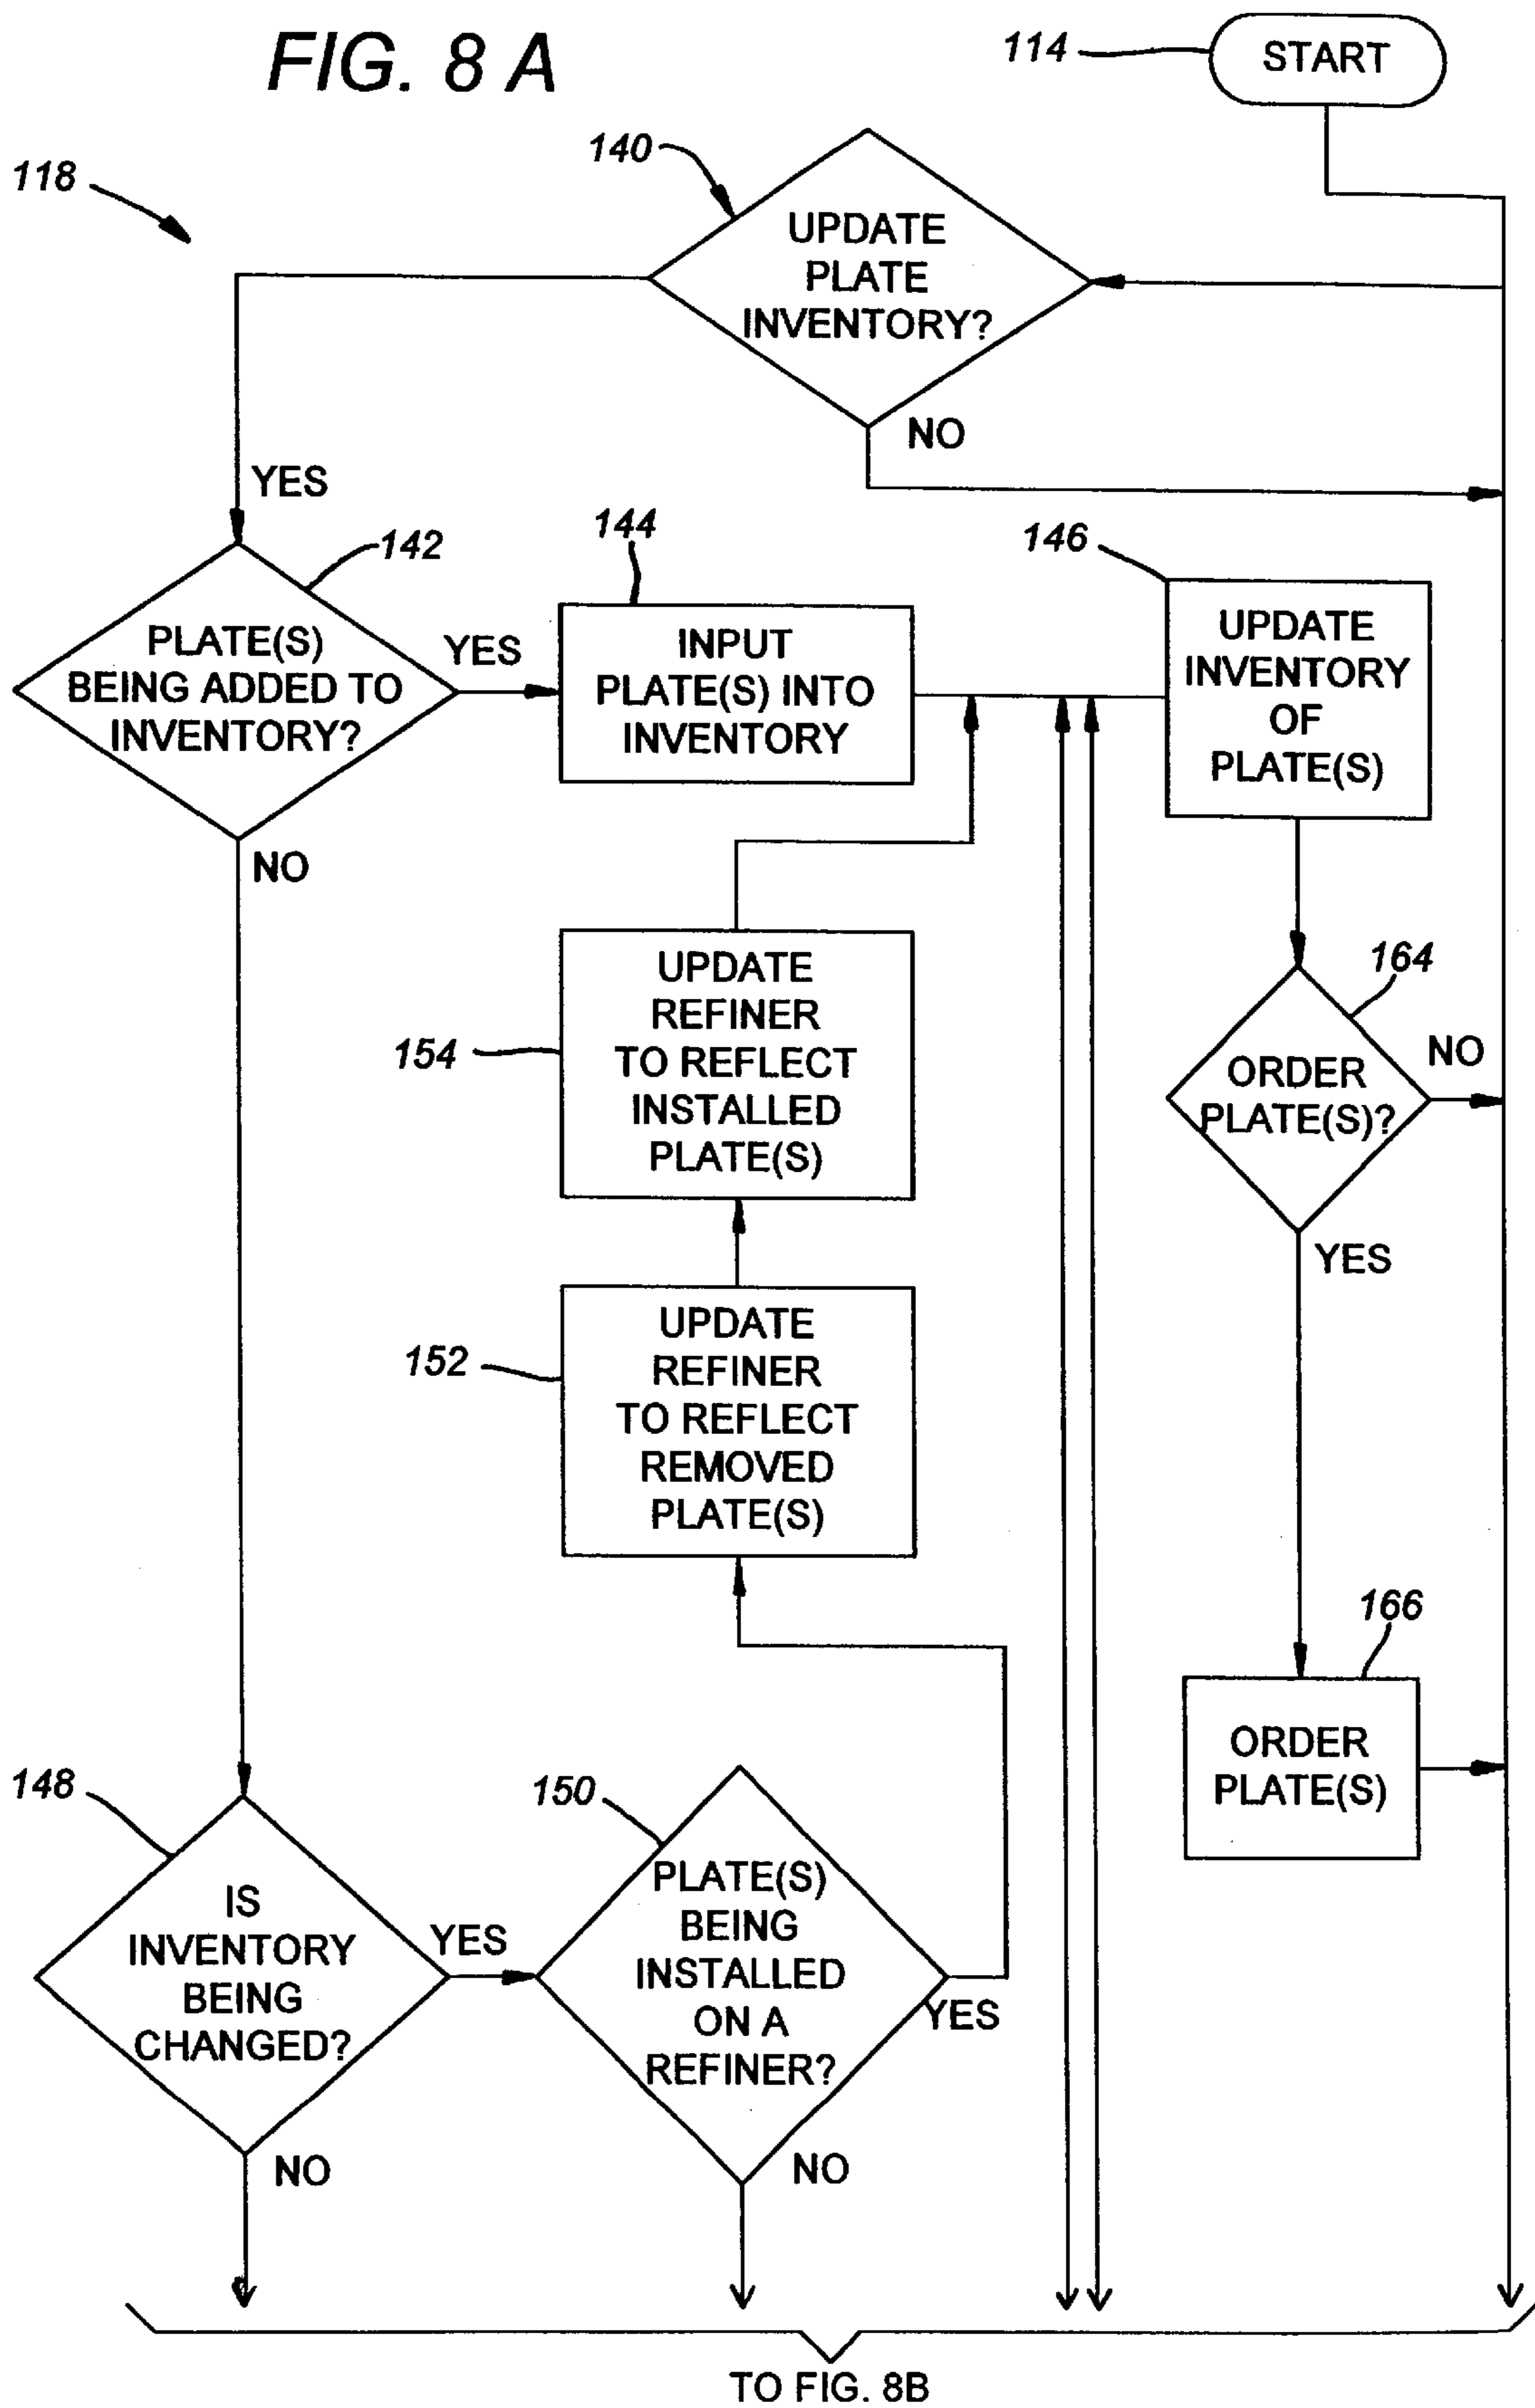 FIG. 8 A
114
START
118
140
UPDATE
PLATE
INVENTORY?
NO
YES
142
PLATE(S)
BEING ADDED TO
INVENTORY?
YES
NO
144
INPUT
PLATE(S) INTO
INVENTORY
146
UPDATE
INVENTORY
OF
PLATE(S)
154
UPDATE
REFINER
TO REFLECT
INSTALLED
PLATE(S)
164
ORDER
PLATE(S)?
NO
YES
152
UPDATE
REFINER
TO REFLECT
REMOVED
PLATE(S)
166
ORDER
PLATE(S)
148
IS
INVENTORY
BEING
CHANGED?
YES
NO
150
PLATE(S)
BEING
INSTALLED
ON A
REFINER?
YES
NO
TO FIG. 8B